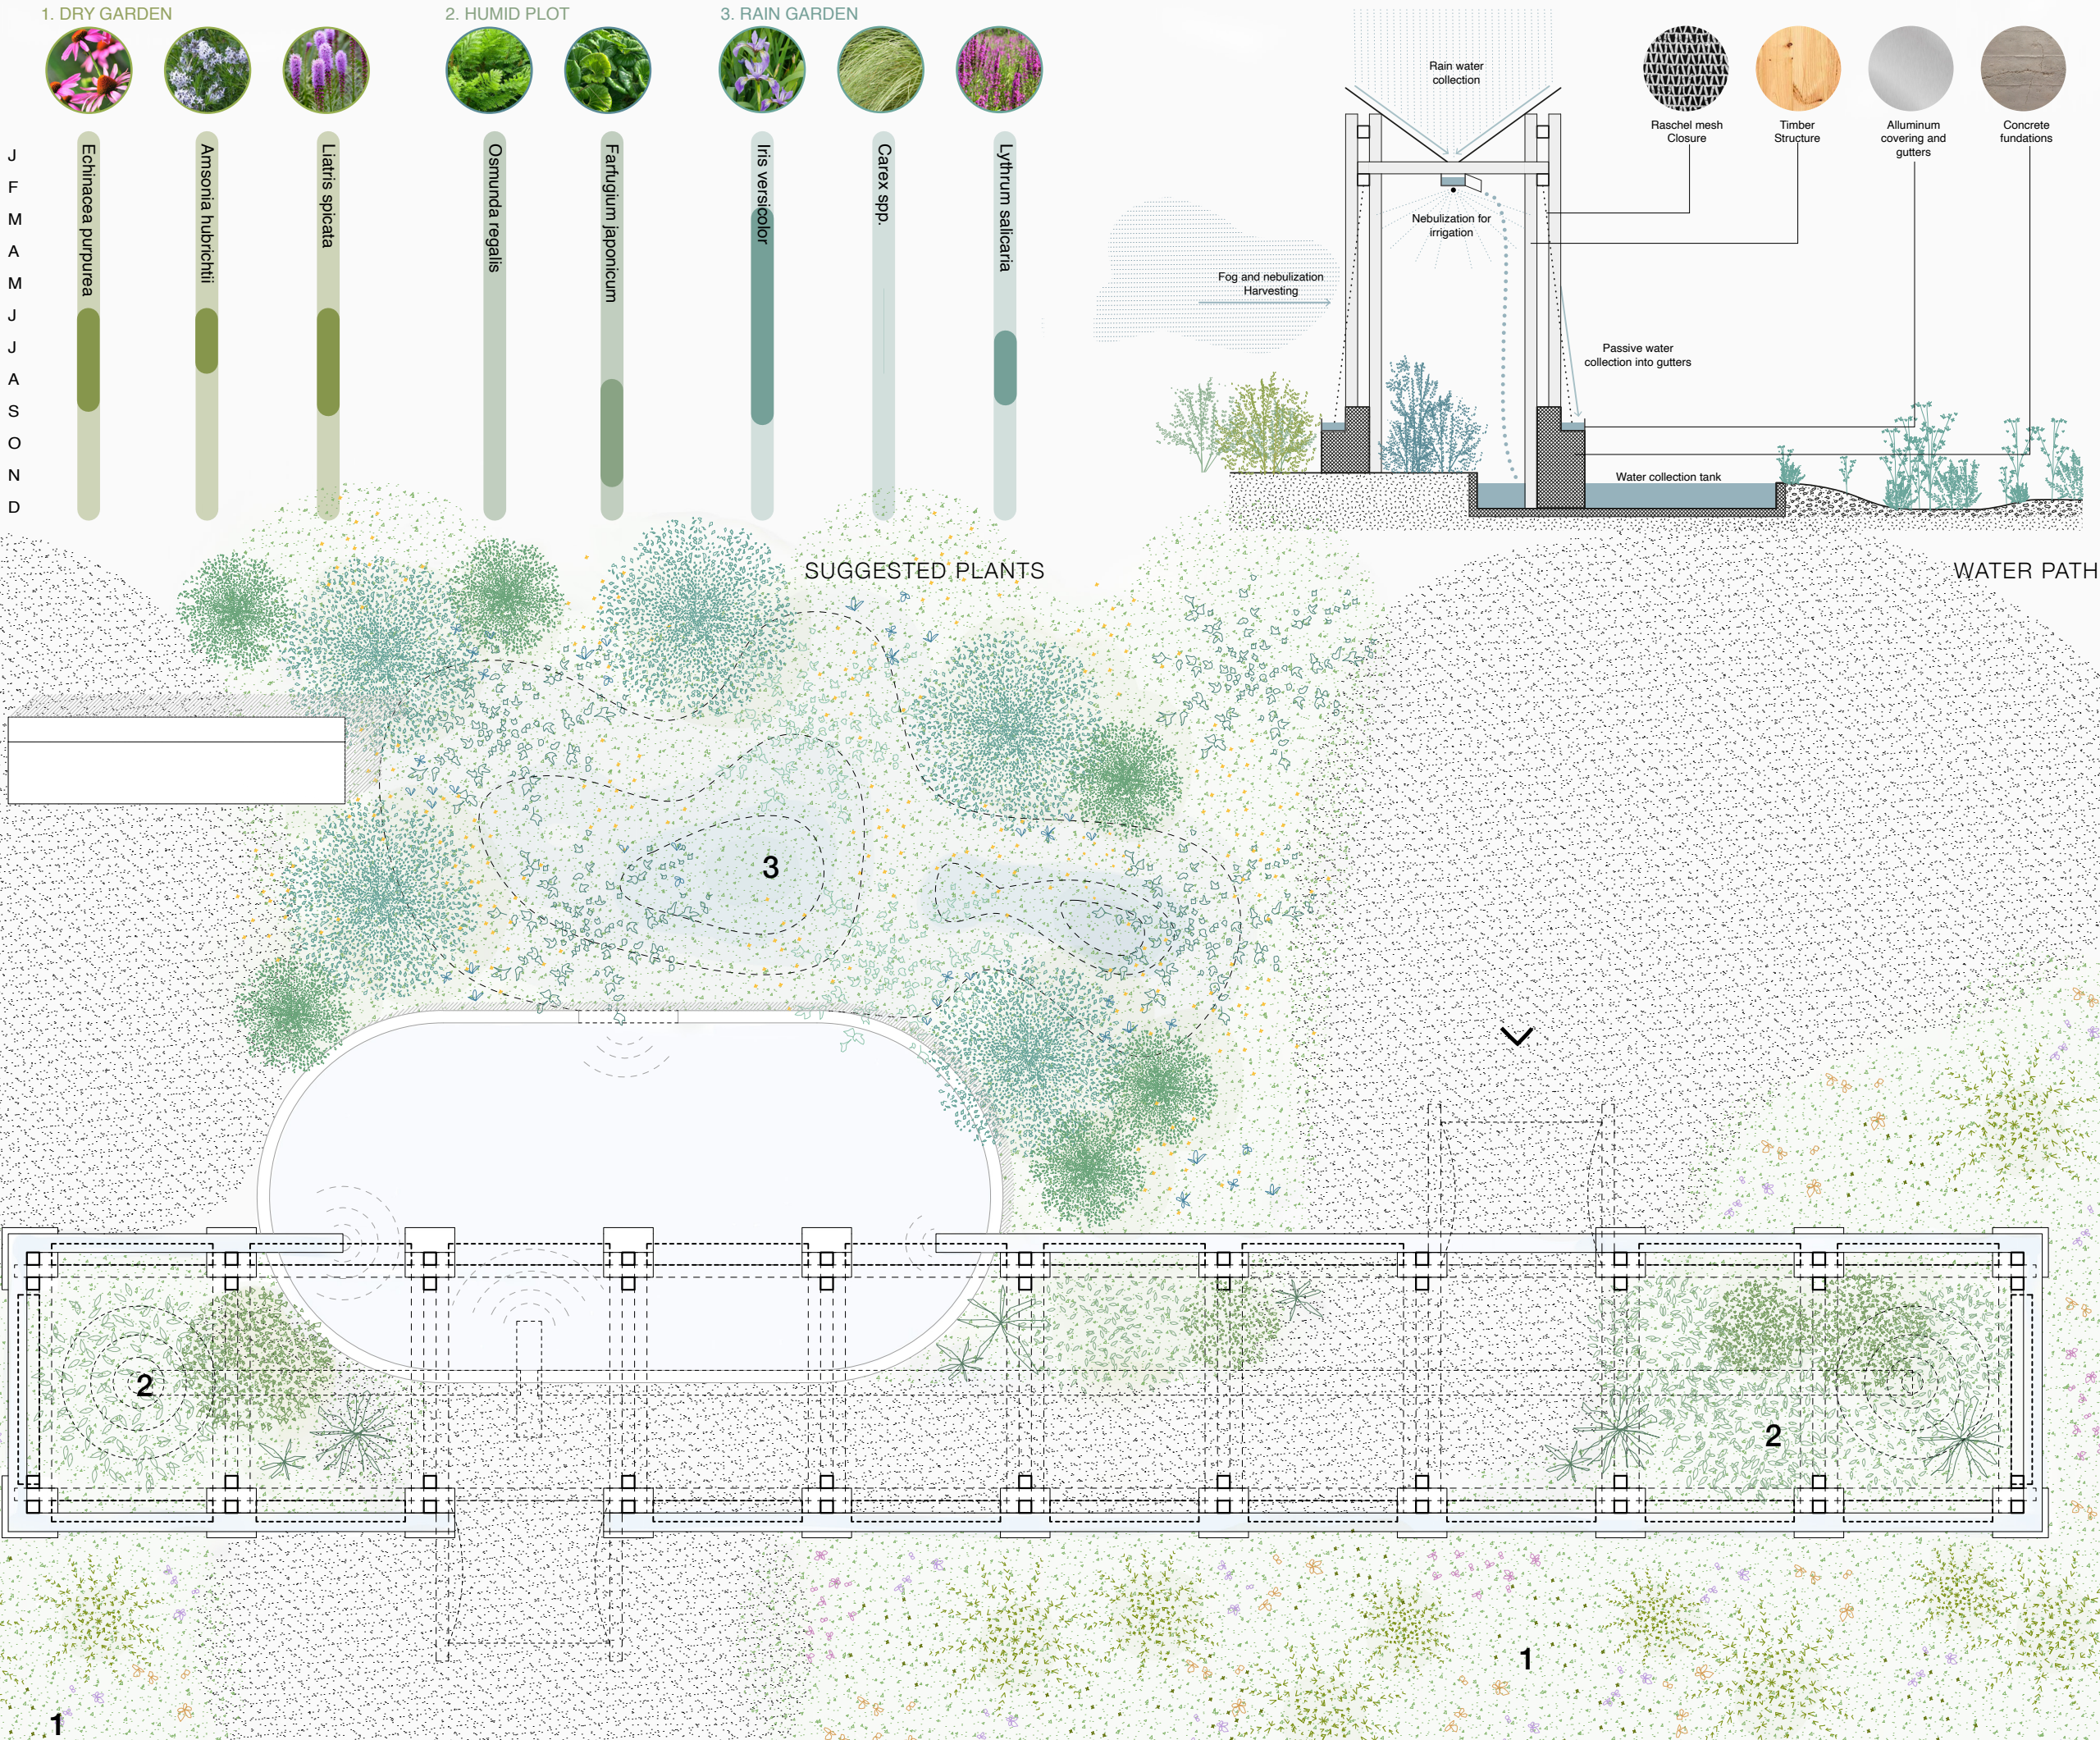 1. DRY GARDEN
2. HUMID PLOT
3. RAIN GARDEN
J
F
M
A
M
J
J
A
S
O
N
D
Echinacea purpurea
Amsonia hubrichtii
Liatris spicata
Osmunda regalis
Farfugium japonicum
Iris versicolor
Carex spp.
Lythrum salicaria
SUGGESTED PLANTS
Rain water
collection
Nebulization for
irrigation
Fog and nebulization
Harvesting
Passive water
collection into gutters
Water collection tank
Raschel mesh
Closure
Timber
Structure
Alluminum
covering and
gutters
Concrete
fundations
WATER PATH
3
2
2
1
1